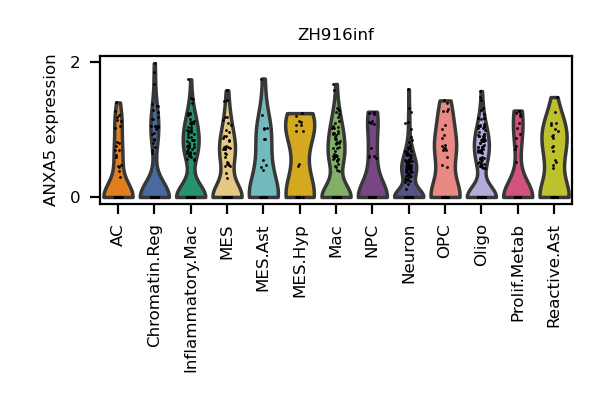 ZH916inf
ANXA5 expression
2
0
AC
Chromatin.Reg
Inflammatory.Mac
MES
MES.Ast
MES.Hyp
Mac
NPC
Neuron
OPC
Oligo
Prolif.Metab
Reactive.Ast